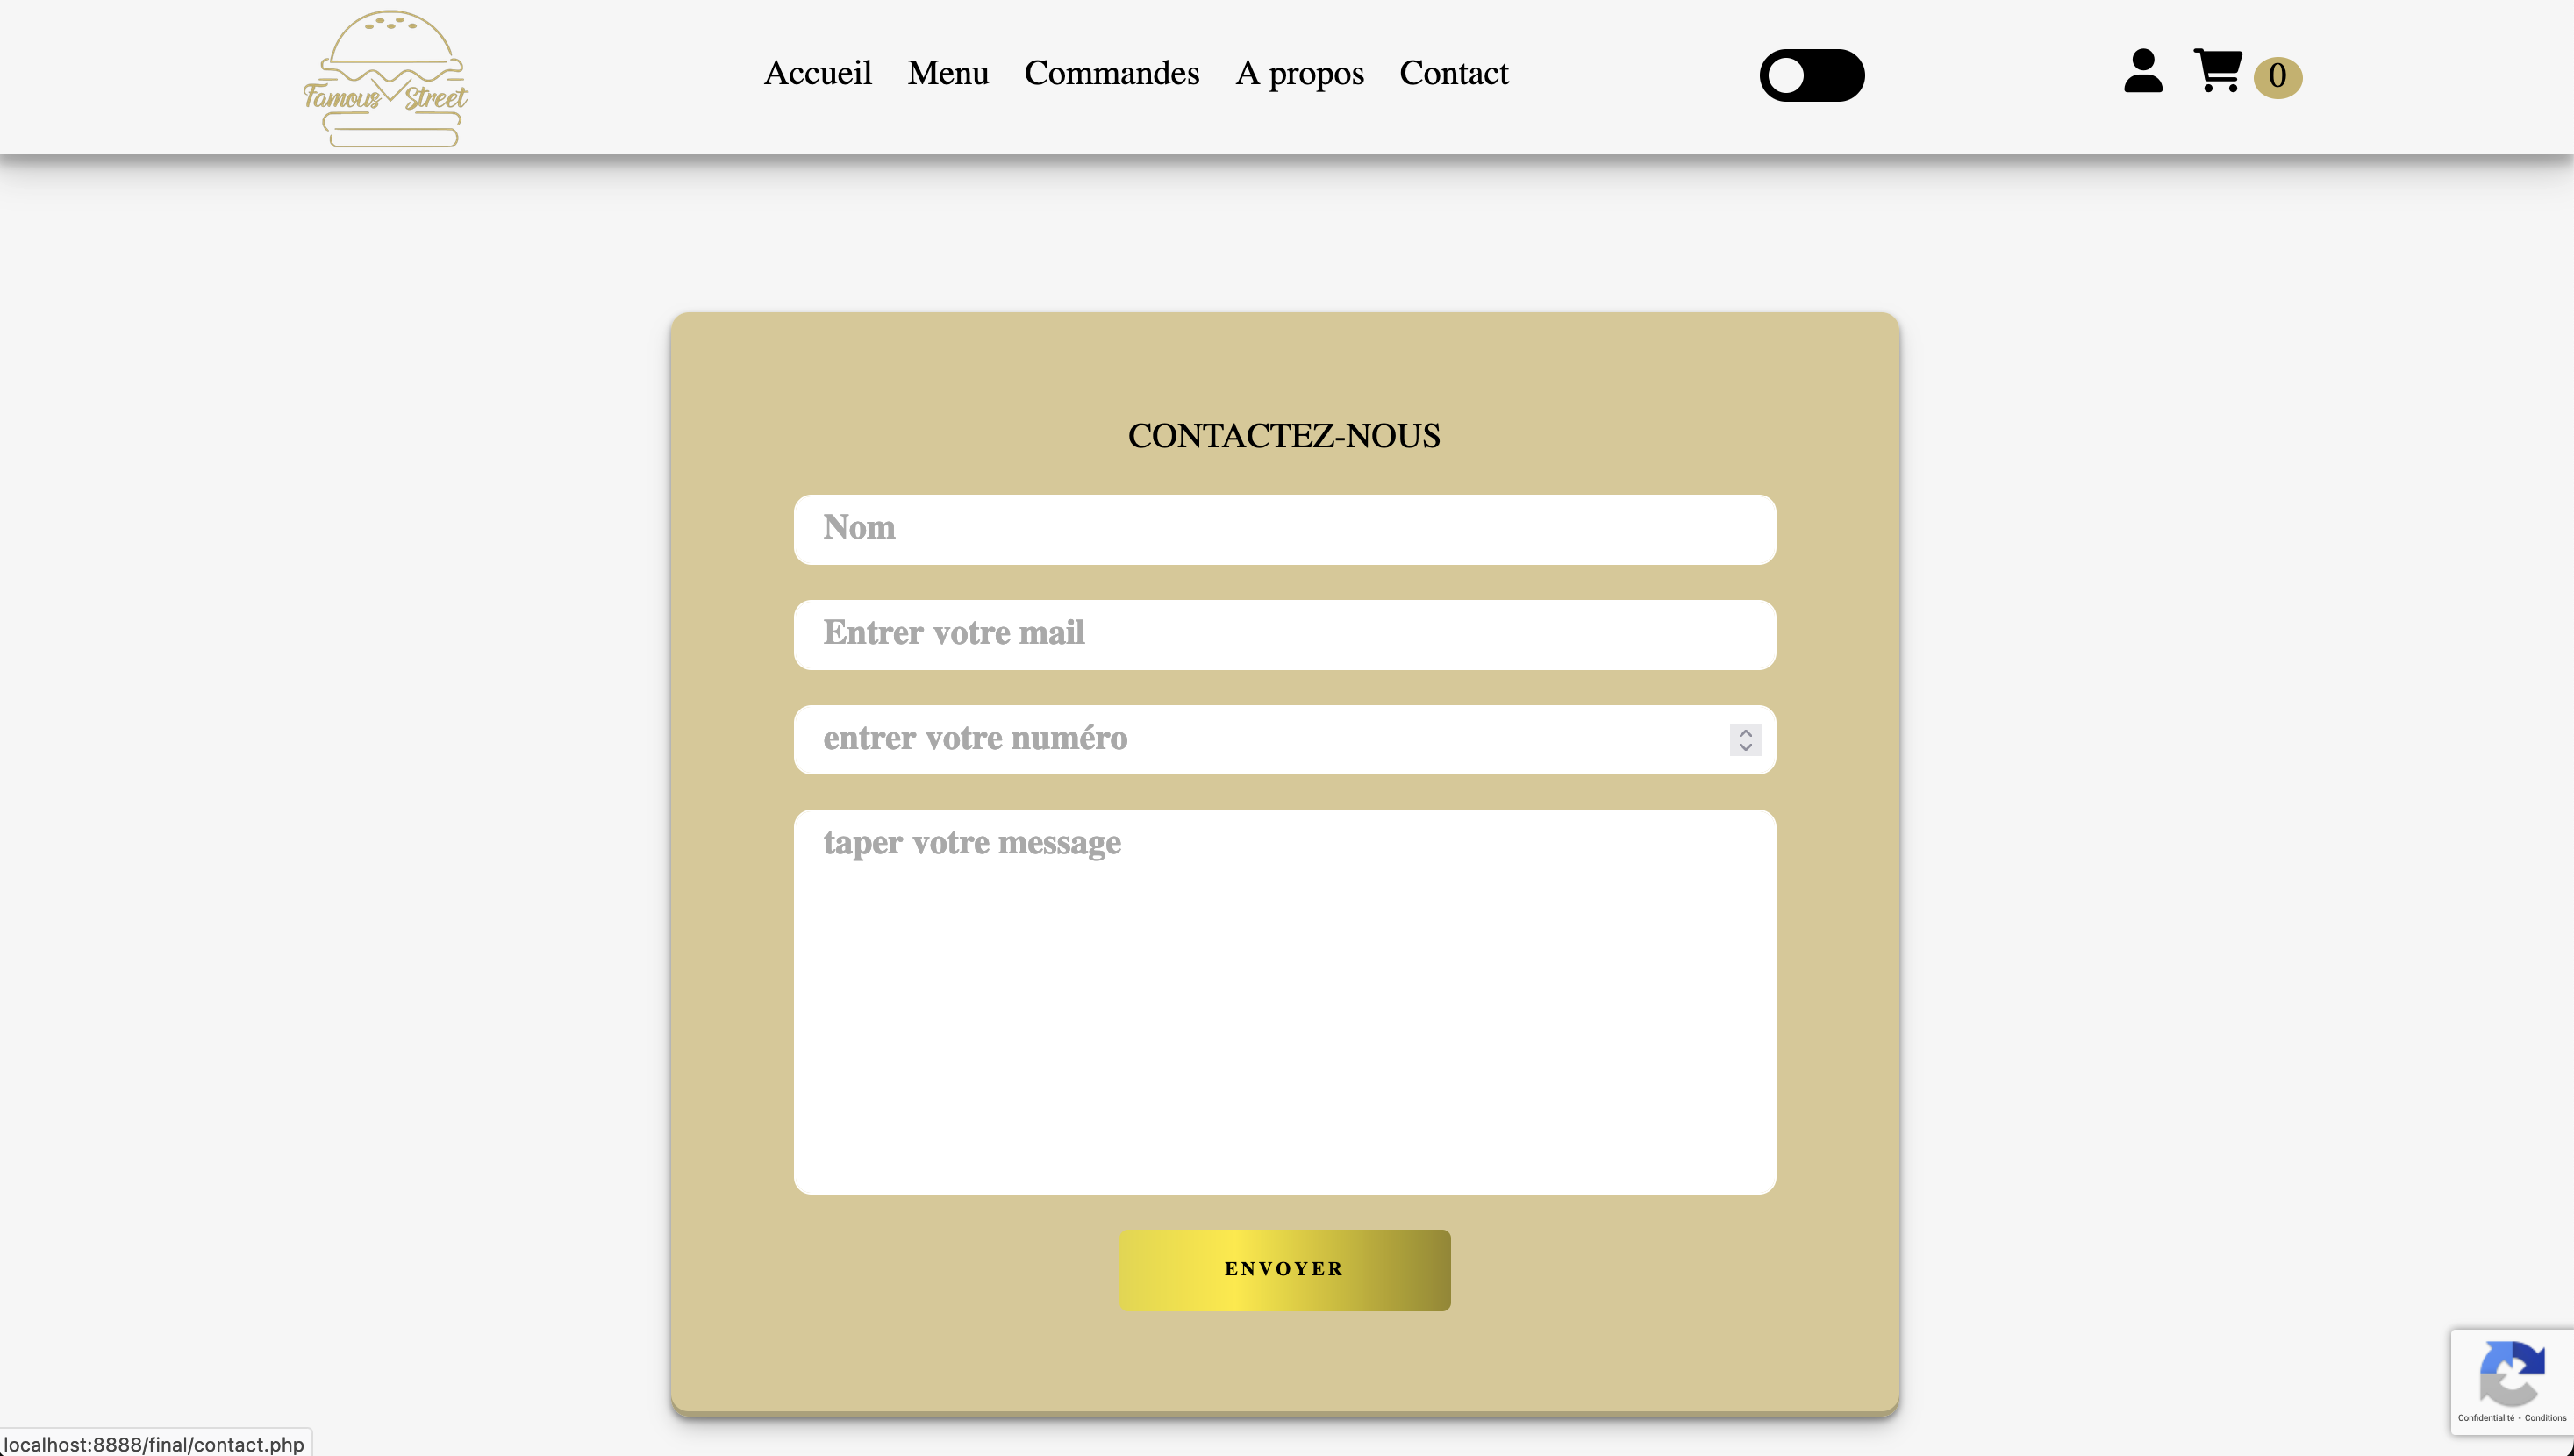 Famous Street
Accueil Menu Commandes A propos Contact
0
CONTACTEZ-NOUS
Nom
Entrer votre mail
entrer votre numéro
taper votre message
ENVOYER
Confidentialité - Conditions
localhost:8888/final/contact.php